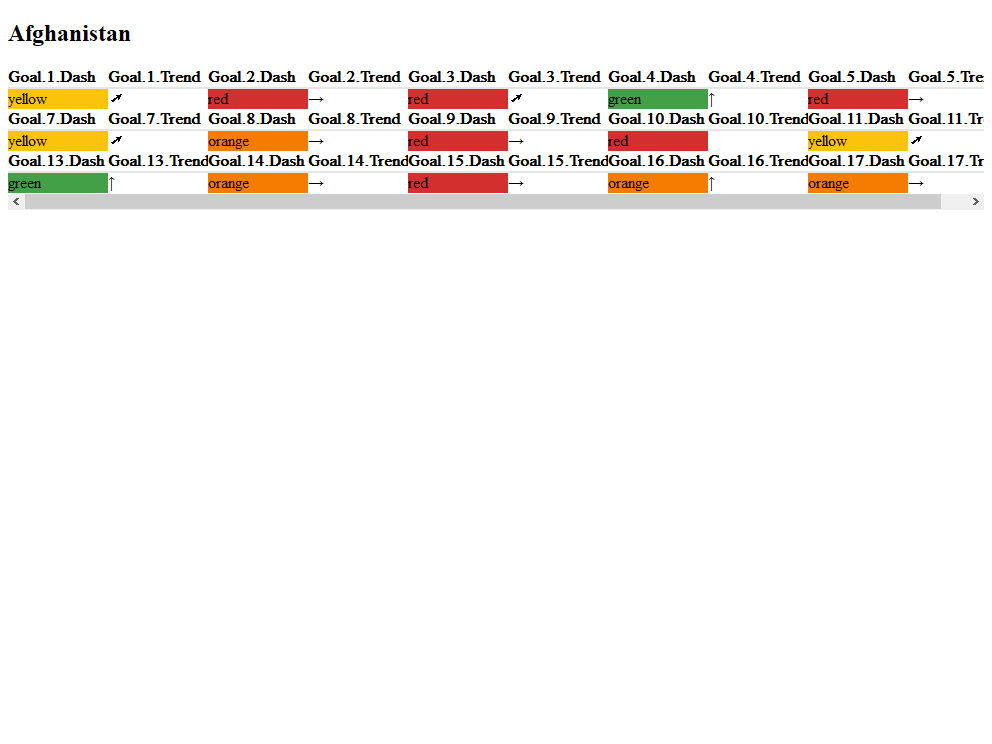 Afghanistan
Goal.1.Dash Goal.1.Trend Goal.2.Dash Goal.2.Trend Goal.3.Dash Goal.3.Trend Goal.4.Dash Goal.4.Trend Goal.5.Dash Goal.5.Tre
yellow ➚ red → red ➚ green ↑ red →
Goal.7.Dash Goal.7.Trend Goal.8.Dash Goal.8.Trend Goal.9.Dash Goal.9.Trend Goal.10.Dash Goal.10.Trend Goal.11.Dash Goal.11.Tr
yellow ➚ orange → red → red yellow ➚
Goal.13.Dash Goal.13.Trend Goal.14.Dash Goal.14.Trend Goal.15.Dash Goal.15.Trend Goal.16.Dash Goal.16.Trend Goal.17.Dash Goal.17.Tr
green ↑ orange → red → orange ↑ orange →